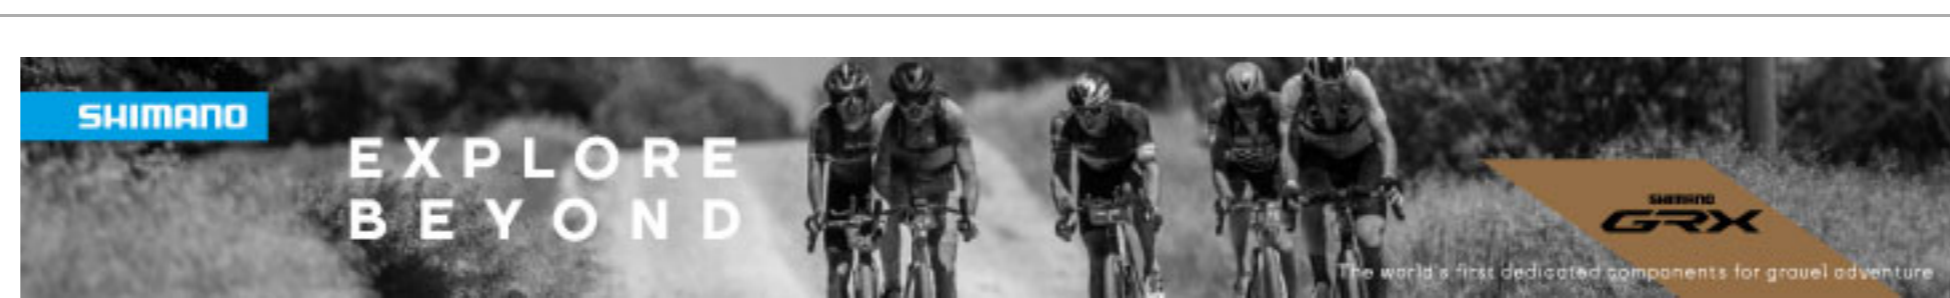 SHIMANO
EXPLORE
BEYOND
SHIMANO
GRX
The world's first dedicated components for gravel adventure